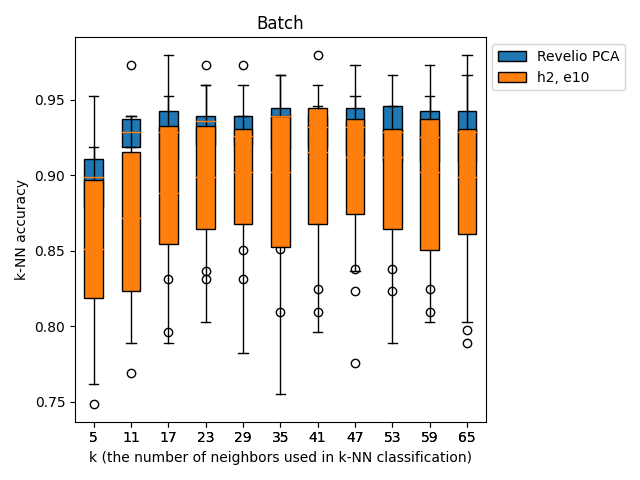 Batch
Revelio PCA
h2, e10
k-NN accuracy
0.95
0.90
0.85
0.80
0.75
5 11 17 23 29 35 41 47 53 59 65
k (the number of neighbors used in k-NN classification)